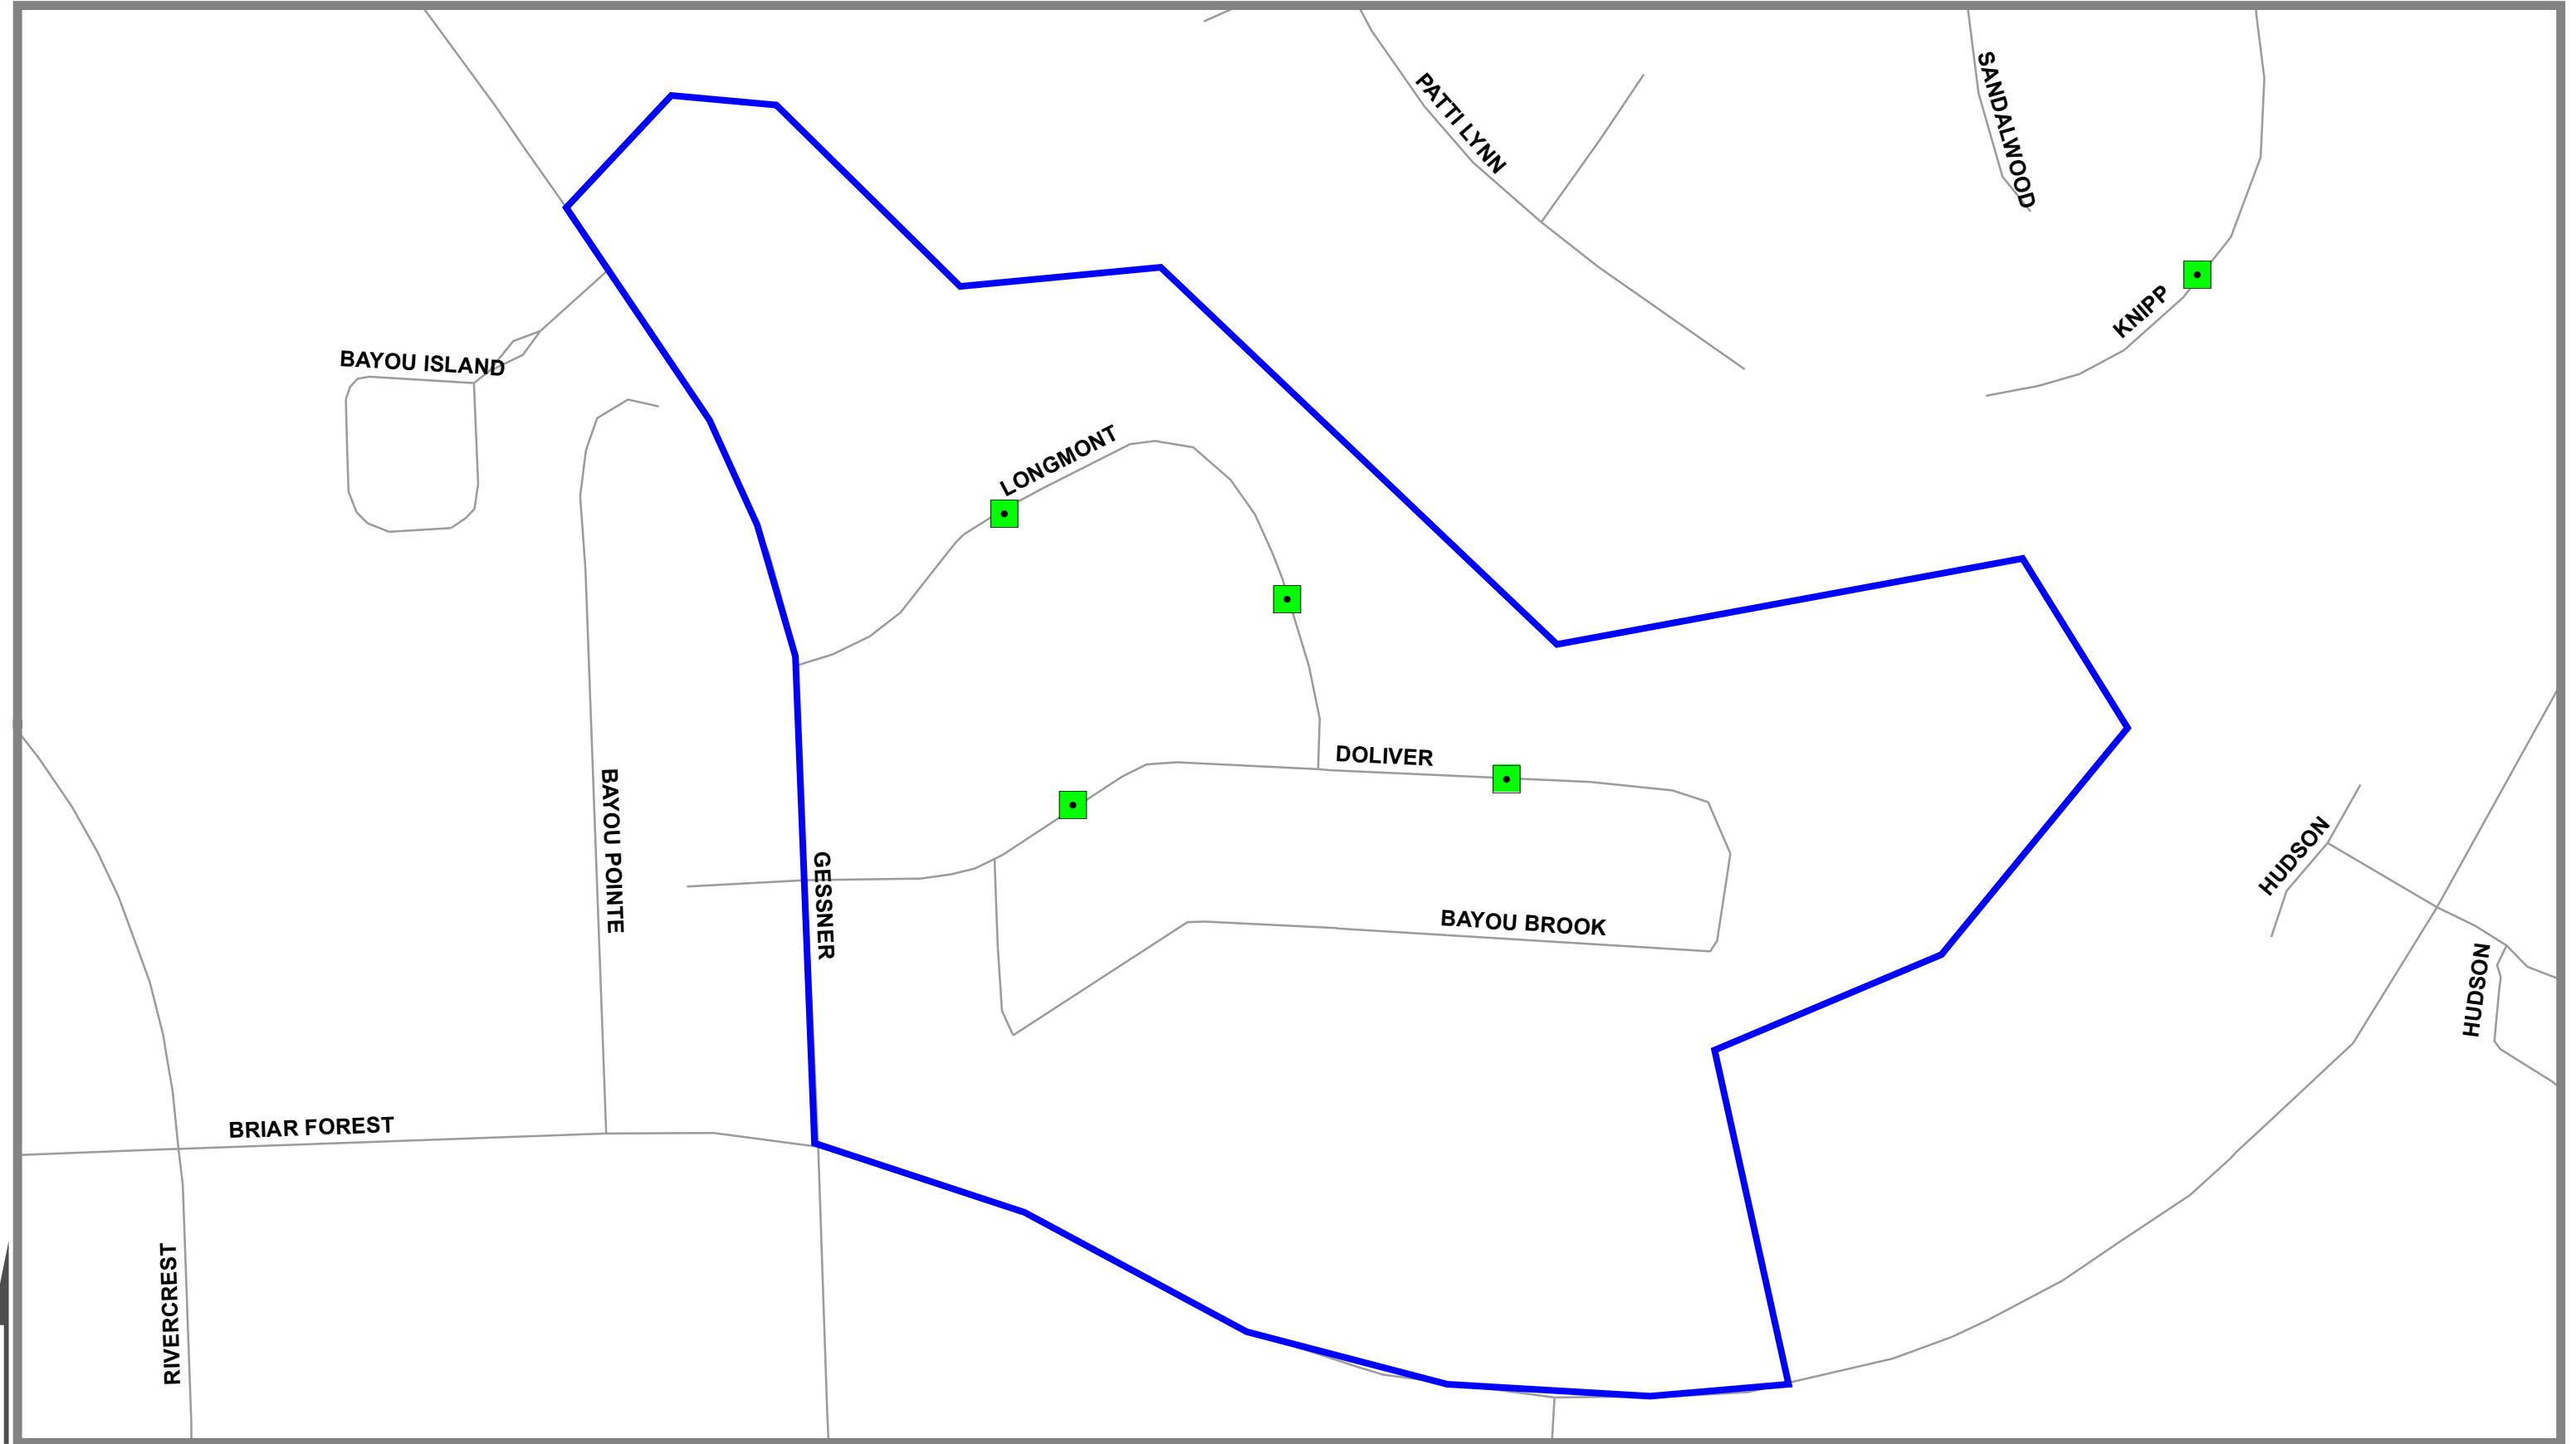 PATTI LYNN
SANDALWOOD
KNIPP
BAYOU ISLAND
LONGMONT
DOLIVER
BAYOU POINTE
GESSNER
BAYOU BROOK
HUDSON
HUDSON
BRIAR FOREST
RIVERCREST